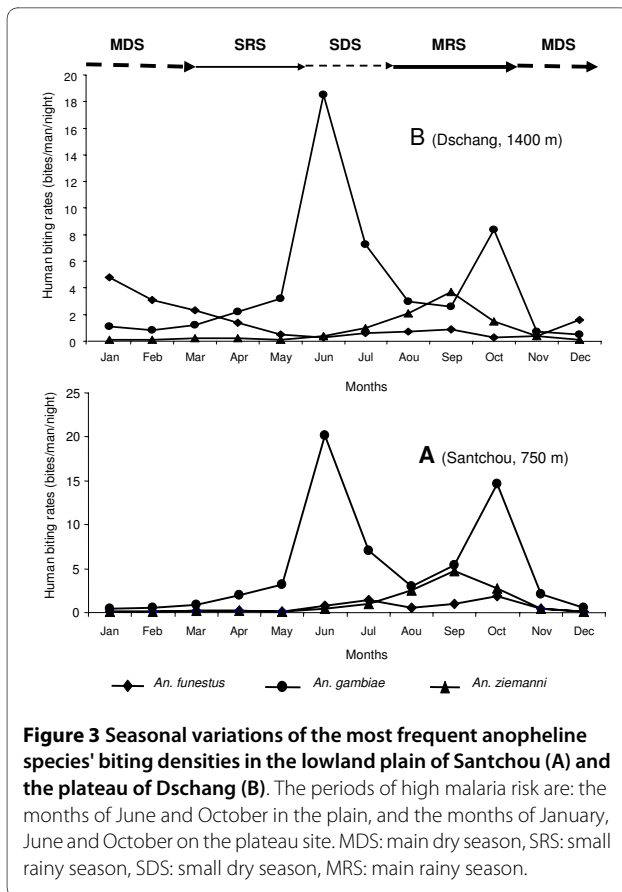 MDS SRS SDS MRS MDS
20
18
16
14
12
10
8
6
4
2
0
Human biting rates (bites/man/night)
B (Dschang, 1400 m)
Jan Feb Mar Apr May Jun Jul Aou Sep Oct Nov Dec
Months
25
20
15
10
5
0
Human biting rates (bites/man/night)
A (Santchou, 750 m)
Jan Feb Mar Apr May Jun Jul Aou Sep Oct Nov Dec
Months
An. funestus An. gambiae An. ziemanni
Figure 3 Seasonal variations of the most frequent anopheline
species' biting densities in the lowland plain of Santchou (A) and
the plateau of Dschang (B). The periods of high malaria risk are: the
months of June and October in the plain, and the months of January,
June and October on the plateau site. MDS: main dry season, SRS: small
rainy season, SDS: small dry season, MRS: main rainy season.